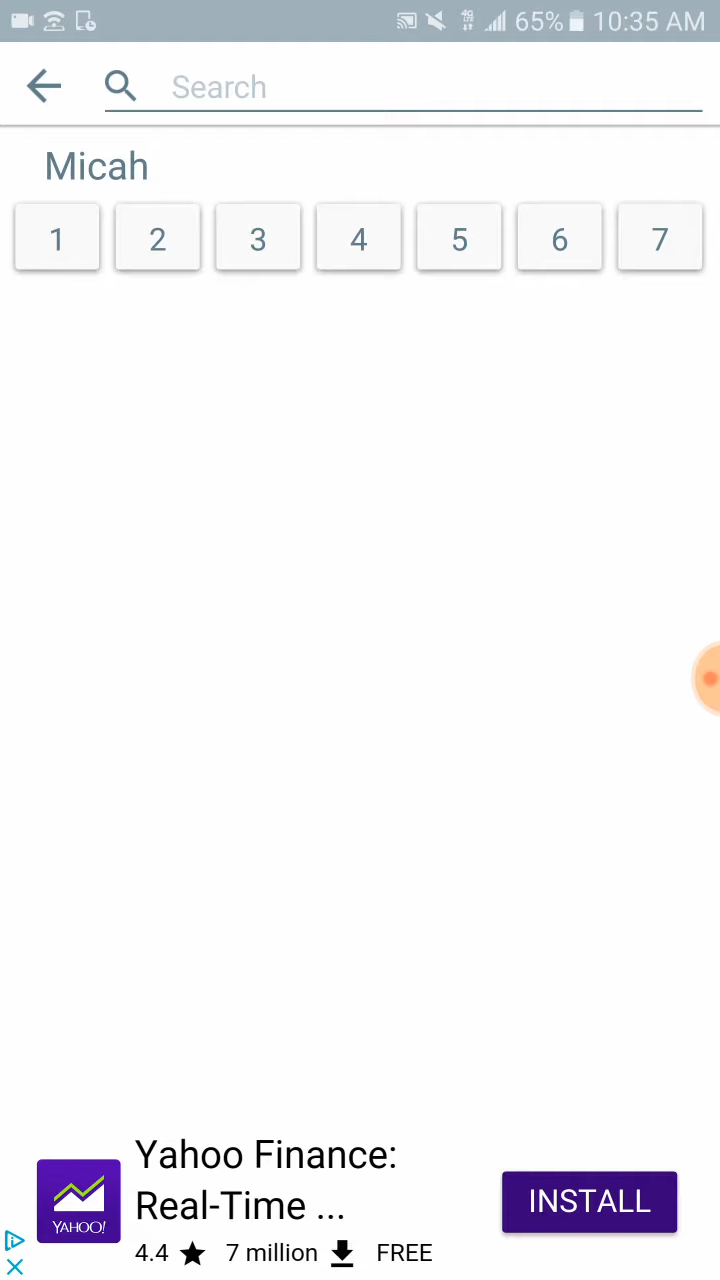 65% 10:35 AM
Search
Micah
1 2 3 4 5 6 7
Yahoo Finance:
Real-Time ...
INSTALL
YAHOO!
4.4 7 million FREE